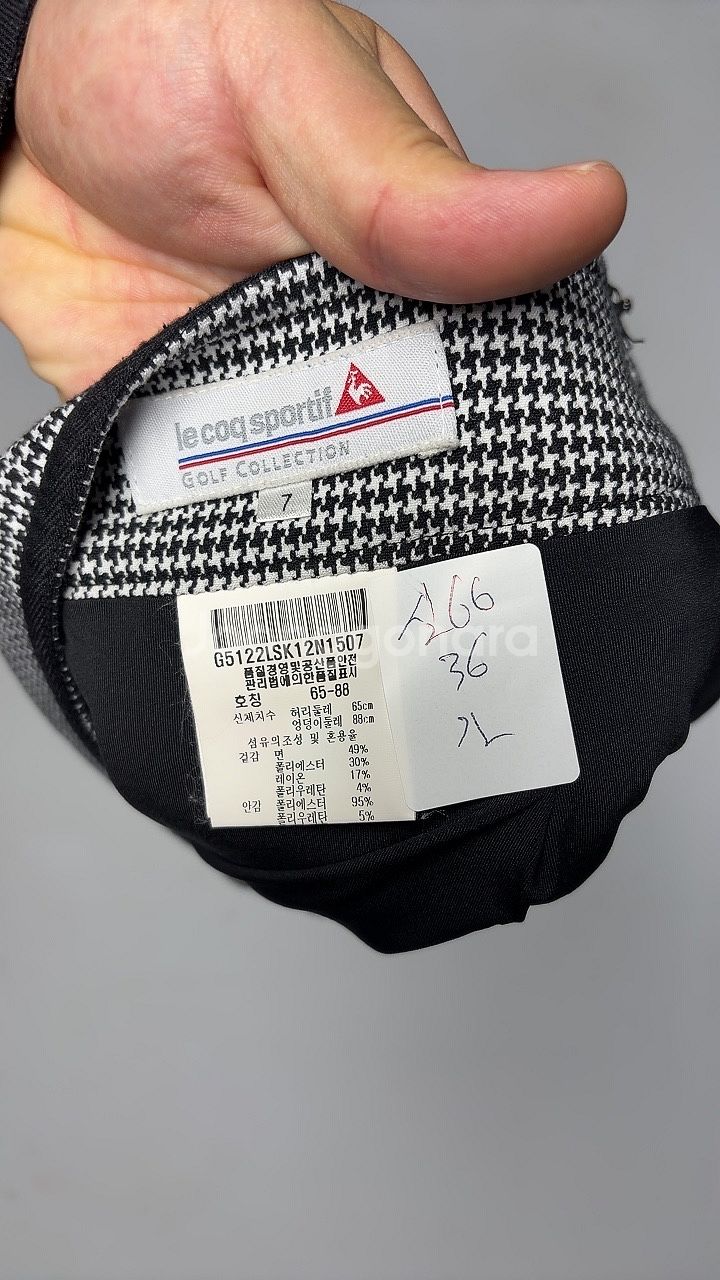 le coq sportif
GOLF COLLECTION
7
G5122LSK12N1507
품질경영및공산품안전
관리법에의한품질표시
호칭 65-88
신체치수 허리둘레 65cm
엉덩이둘레 88cm
섬유의조성 및 혼용율
겉감 면 49%
폴리에스터 30%
레이온 17%
폴리우레탄 4%
안감 폴리에스터 95%
폴리우레탄 5%
실66
36
기